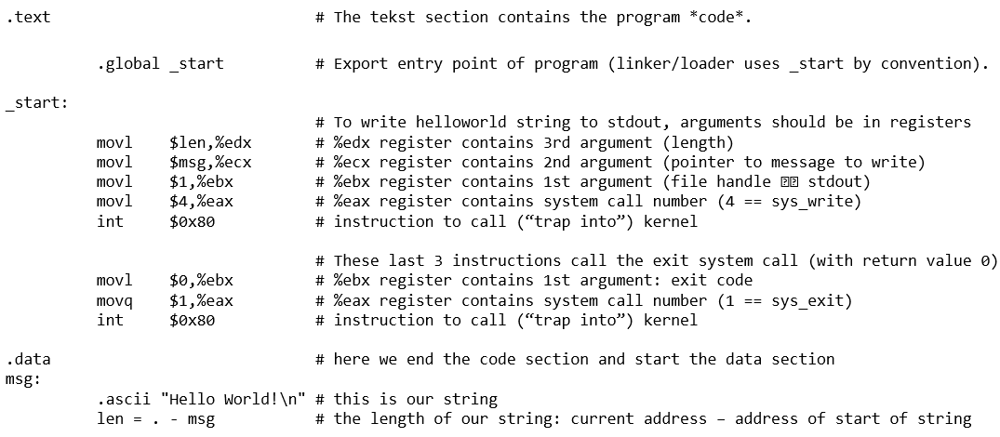 .text # The tekst section contains the program *code*.
.global _start # Export entry point of program (linker/loader uses _start by convention).
_start:
# To write helloworld string to stdout, arguments should be in registers
movl $len,%edx # %edx register contains 3rd argument (length)
movl $msg,%ecx # %ecx register contains 2nd argument (pointer to message to write)
movl $1,%ebx # %ebx register contains 1st argument (file handle ⍰⍰ stdout)
movl $4,%eax # %eax register contains system call number (4 == sys_write)
int $0x80 # instruction to call (“trap into”) kernel
# These last 3 instructions call the exit system call (with return value 0)
movl $0,%ebx # %ebx register contains 1st argument: exit code
movq $1,%eax # %eax register contains system call number (1 == sys_exit)
int $0x80 # instruction to call (“trap into”) kernel
.data # here we end the code section and start the data section
msg:
.ascii "Hello World!\n" # this is our string
len = . - msg # the length of our string: current address – address of start of string